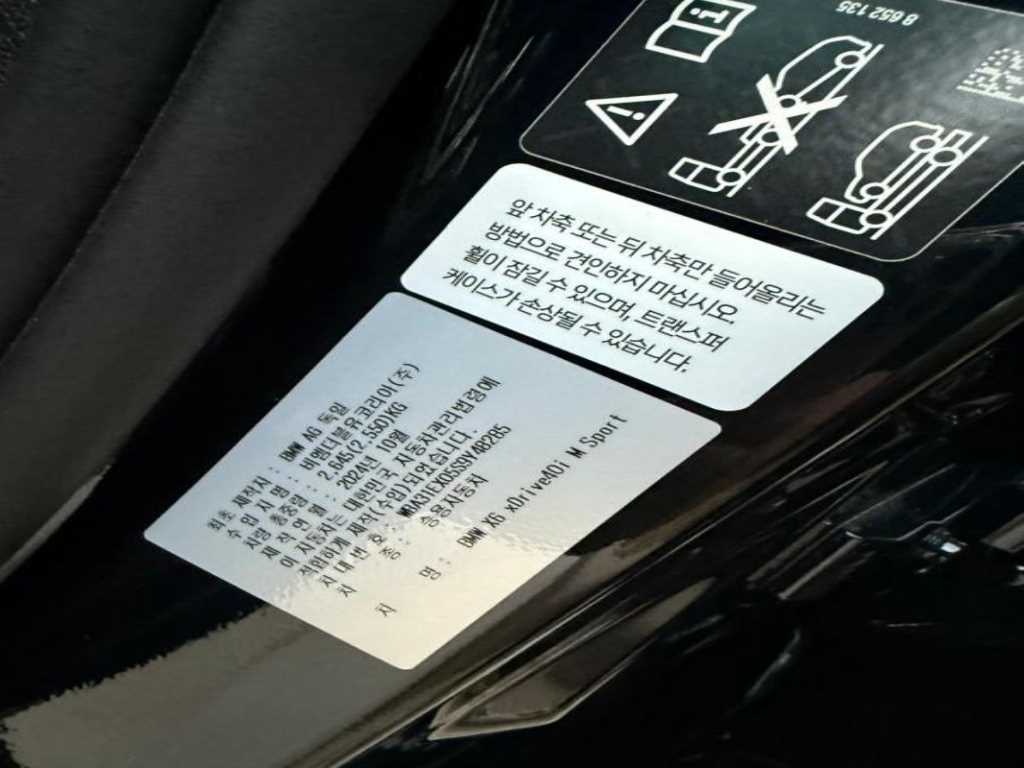 8 652 135
앞 차축 또는 뒤 차축만 들어올리는
방법으로 견인하지 마십시오.
휠이 잠길 수 있으며, 트랜스퍼
케이스가 손상될 수 있습니다.
최초 제작자 : BMW AG 독일
수 입 자 명 : 비엠더블유코리아(주)
차량 총중량 : 2,645(2,550)KG
제 작 연 월 : 2024년 10월
이 자동차는 대한민국 자동차관리법령에
적합하게 제작(수입)되었습니다.
차 대 번 호 :
차 종 : 승용자동차
차 명 : BMW X6 xDrive40i M Sport